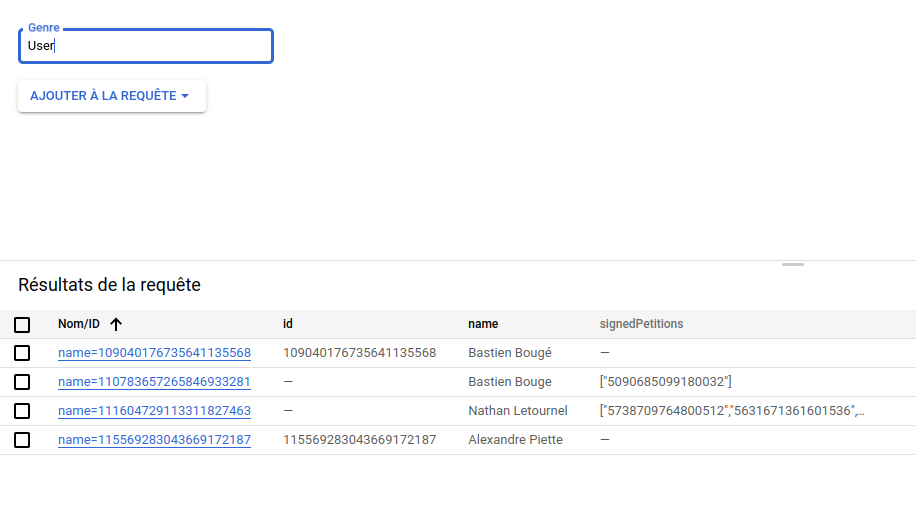 Genre
User
AJOUTER À LA REQUÊTE
Résultats de la requête
Nom/ID id name signedPetitions
name=109040176735641135568 109040176735641135568 Bastien Bougé —
name=110783657265846933281 — Bastien Bouge ["5090685099180032"]
name=111604729113311827463 — Nathan Letournel ["5738709764800512","5631671361601536",...
name=115569283043669172187 115569283043669172187 Alexandre Piette —